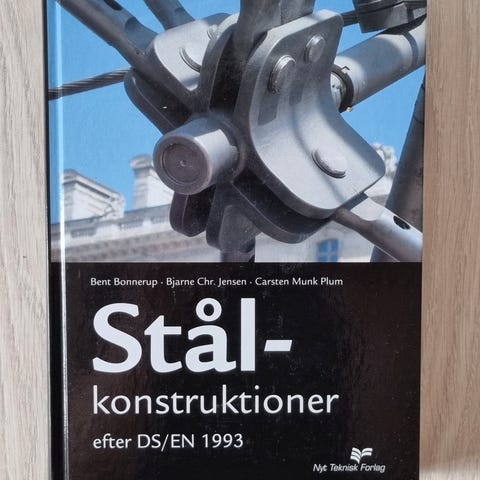 Bent Bonnerup · Bjarne Chr. Jensen · Carsten Munk Plum
Stål-
konstruktioner
efter DS/EN 1993
Nyt Teknisk Forlag